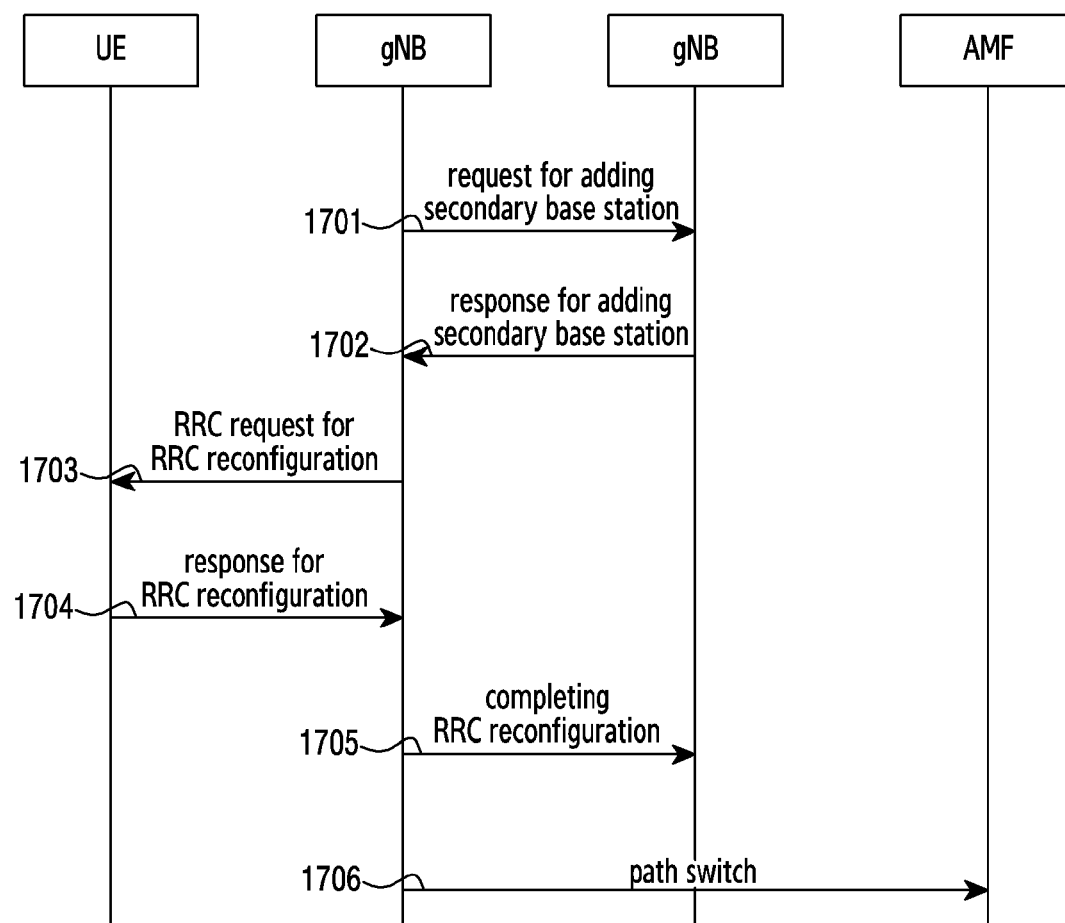 UE
gNB
gNB
AMF
request for adding
secondary base station
1701
response for adding
secondary base station
1702
RRC request for
RRC reconfiguration
1703
response for
RRC reconfiguration
1704
completing
RRC reconfiguration
1705
path switch
1706